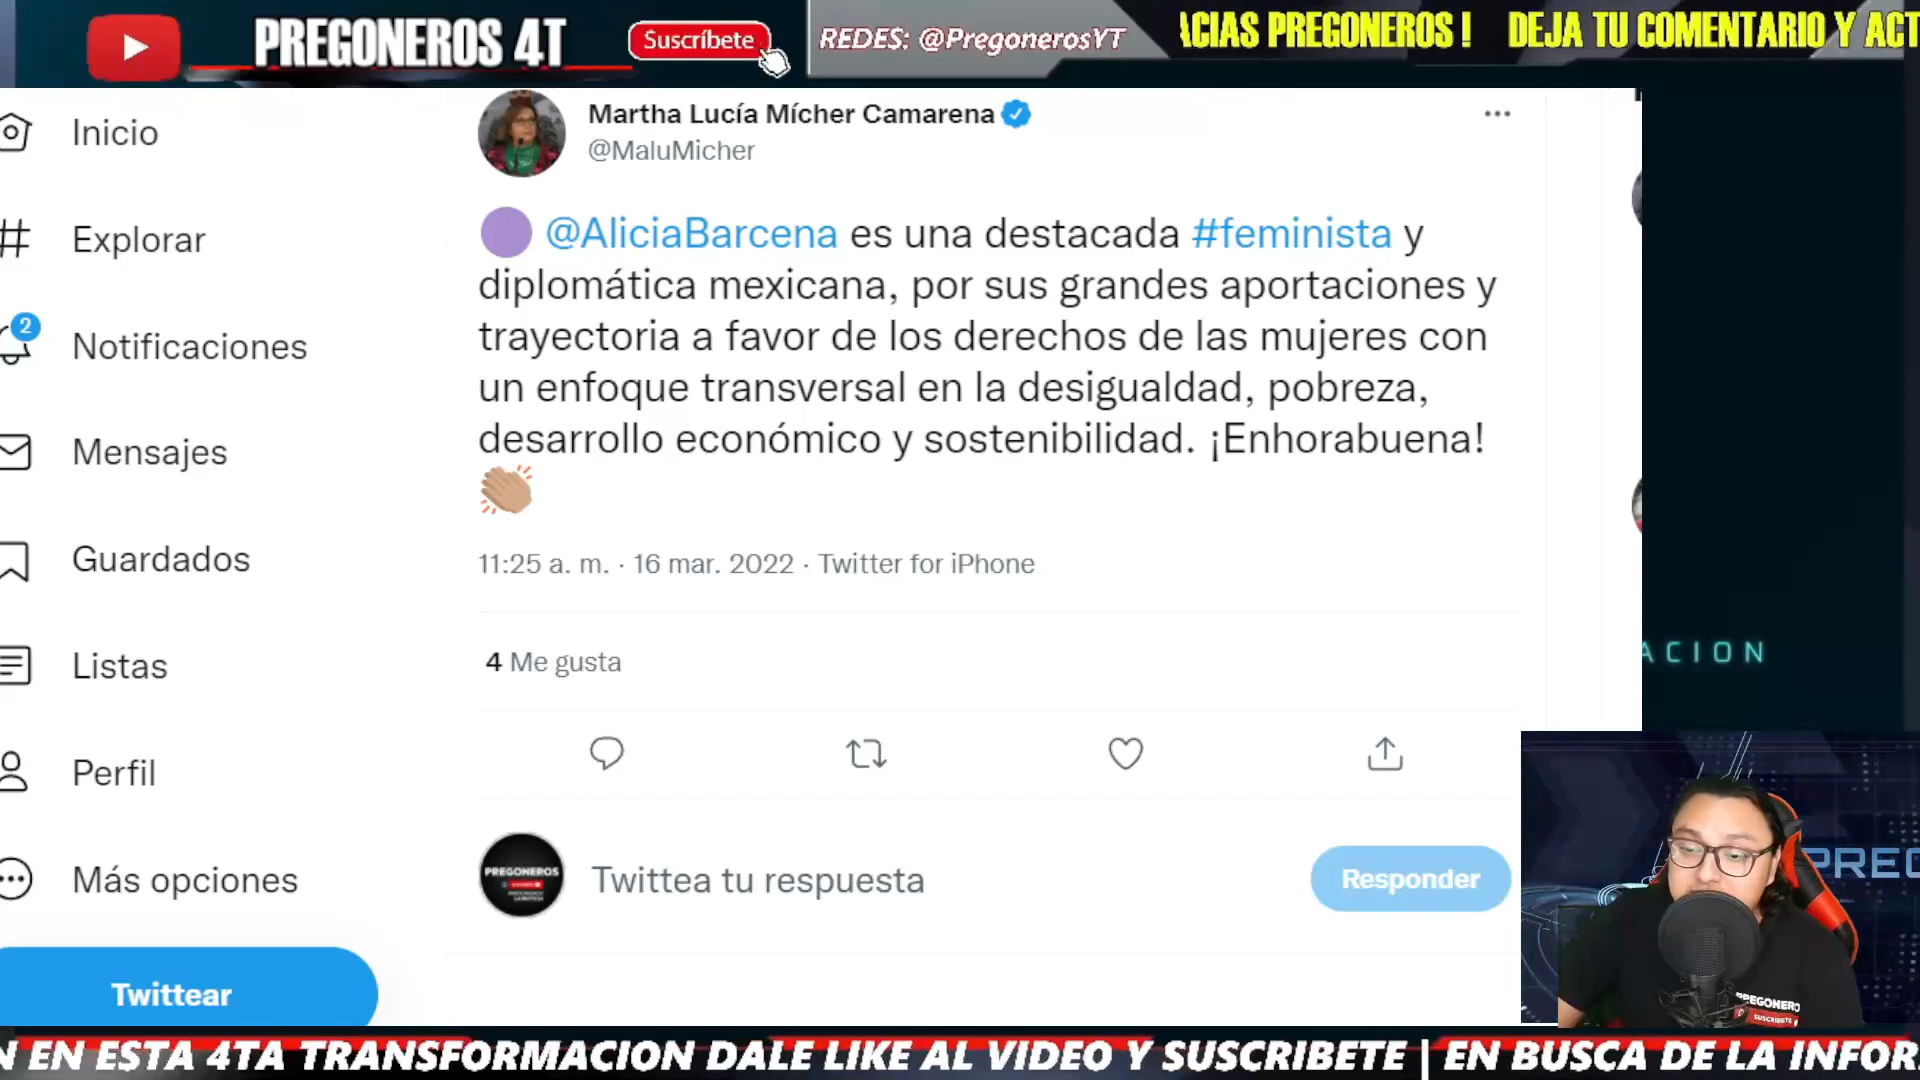 PREGONEROS 4T
Suscríbete
REDES: @PregonerosYT
ACIAS PREGONEROS ! DEJA TU COMENTARIO Y ACT
Martha Lucía Mícher Camarena
@MaluMicher
Inicio
Explorar
2
Notificaciones
Mensajes
Guardados
Listas
Perfil
Más opciones
Twittear
@AliciaBarcena es una destacada #feminista y
diplomática mexicana, por sus grandes aportaciones y
trayectoria a favor de los derechos de las mujeres con
un enfoque transversal en la desigualdad, pobreza,
desarrollo económico y sostenibilidad. ¡Enhorabuena!
11:25 a. m. · 16 mar. 2022 · Twitter for iPhone
4 Me gusta
PREGONEROS
Twittea tu respuesta
Responder
ACION
PREG
PREGONERO
SUSCRIBETE
N EN ESTA 4TA TRANSFORMACION DALE LIKE AL VIDEO Y SUSCRIBETE | EN BUSCA DE LA INFOR